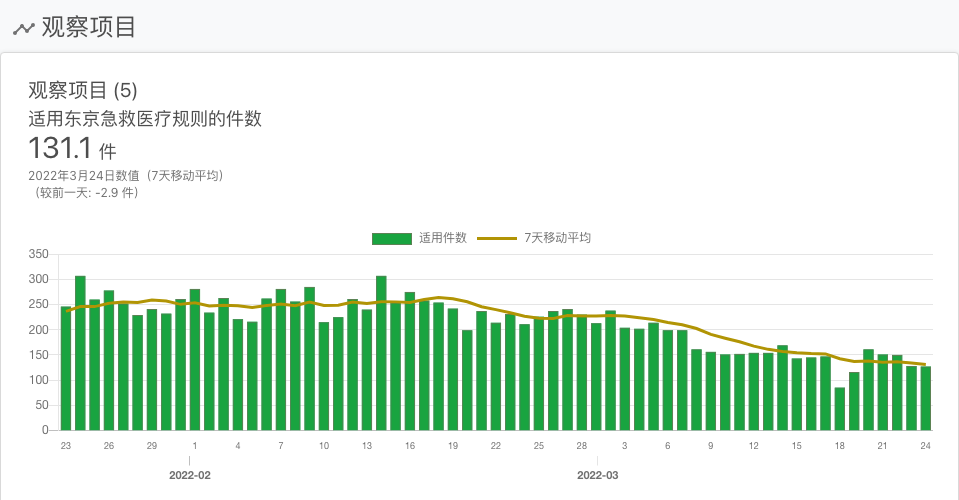 观察项目
观察项目 (5)
适用东京急救医疗规则的件数
131.1 件
2022年3月24日数值（7天移动平均）
（较前一天: -2.9 件）
适用件数 7天移动平均
350
300
250
200
150
100
50
0
23 26 29 1 4 7 10 13 16 19 22 25 28 3 6 9 12 15 18 21 24
2022-02 2022-03